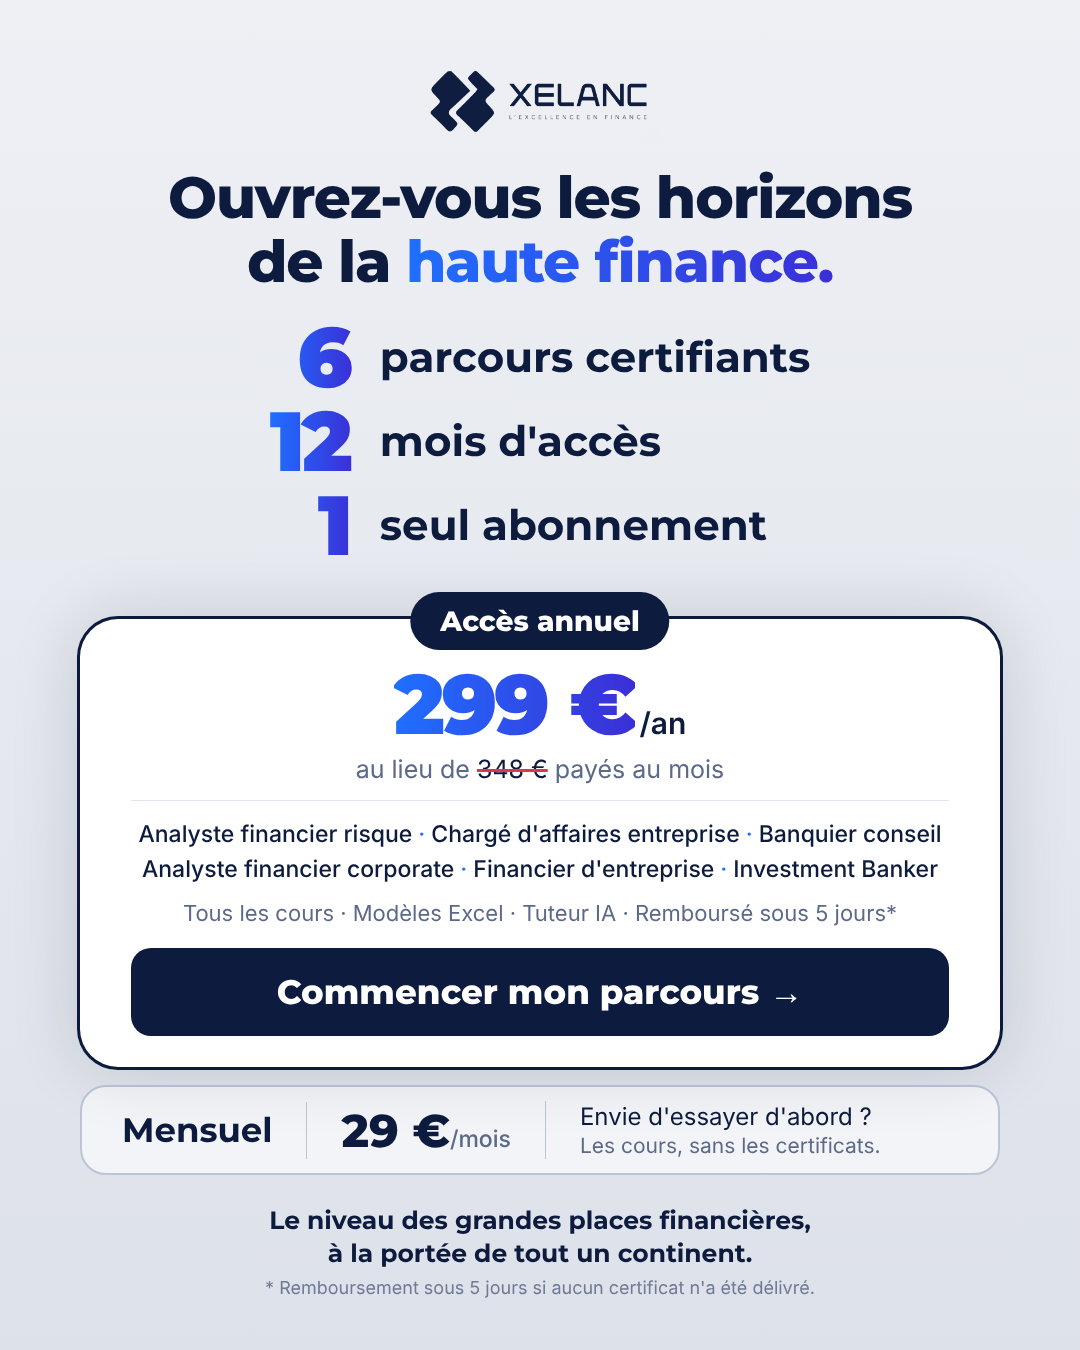 XELANC
L'EXCELLENCE EN FINANCE
Ouvrez-vous les horizons
de la haute finance.
6 parcours certifiants
12 mois d'accès
1 seul abonnement
Accès annuel
299 €/an
au lieu de 348 € payés au mois
Analyste financier risque · Chargé d'affaires entreprise · Banquier conseil
Analyste financier corporate · Financier d'entreprise · Investment Banker
Tous les cours · Modèles Excel · Tuteur IA · Remboursé sous 5 jours*
Commencer mon parcours →
Mensuel
29 €/mois
Envie d'essayer d'abord ?
Les cours, sans les certificats.
Le niveau des grandes places financières,
à la portée de tout un continent.
* Remboursement sous 5 jours si aucun certificat n'a été délivré.